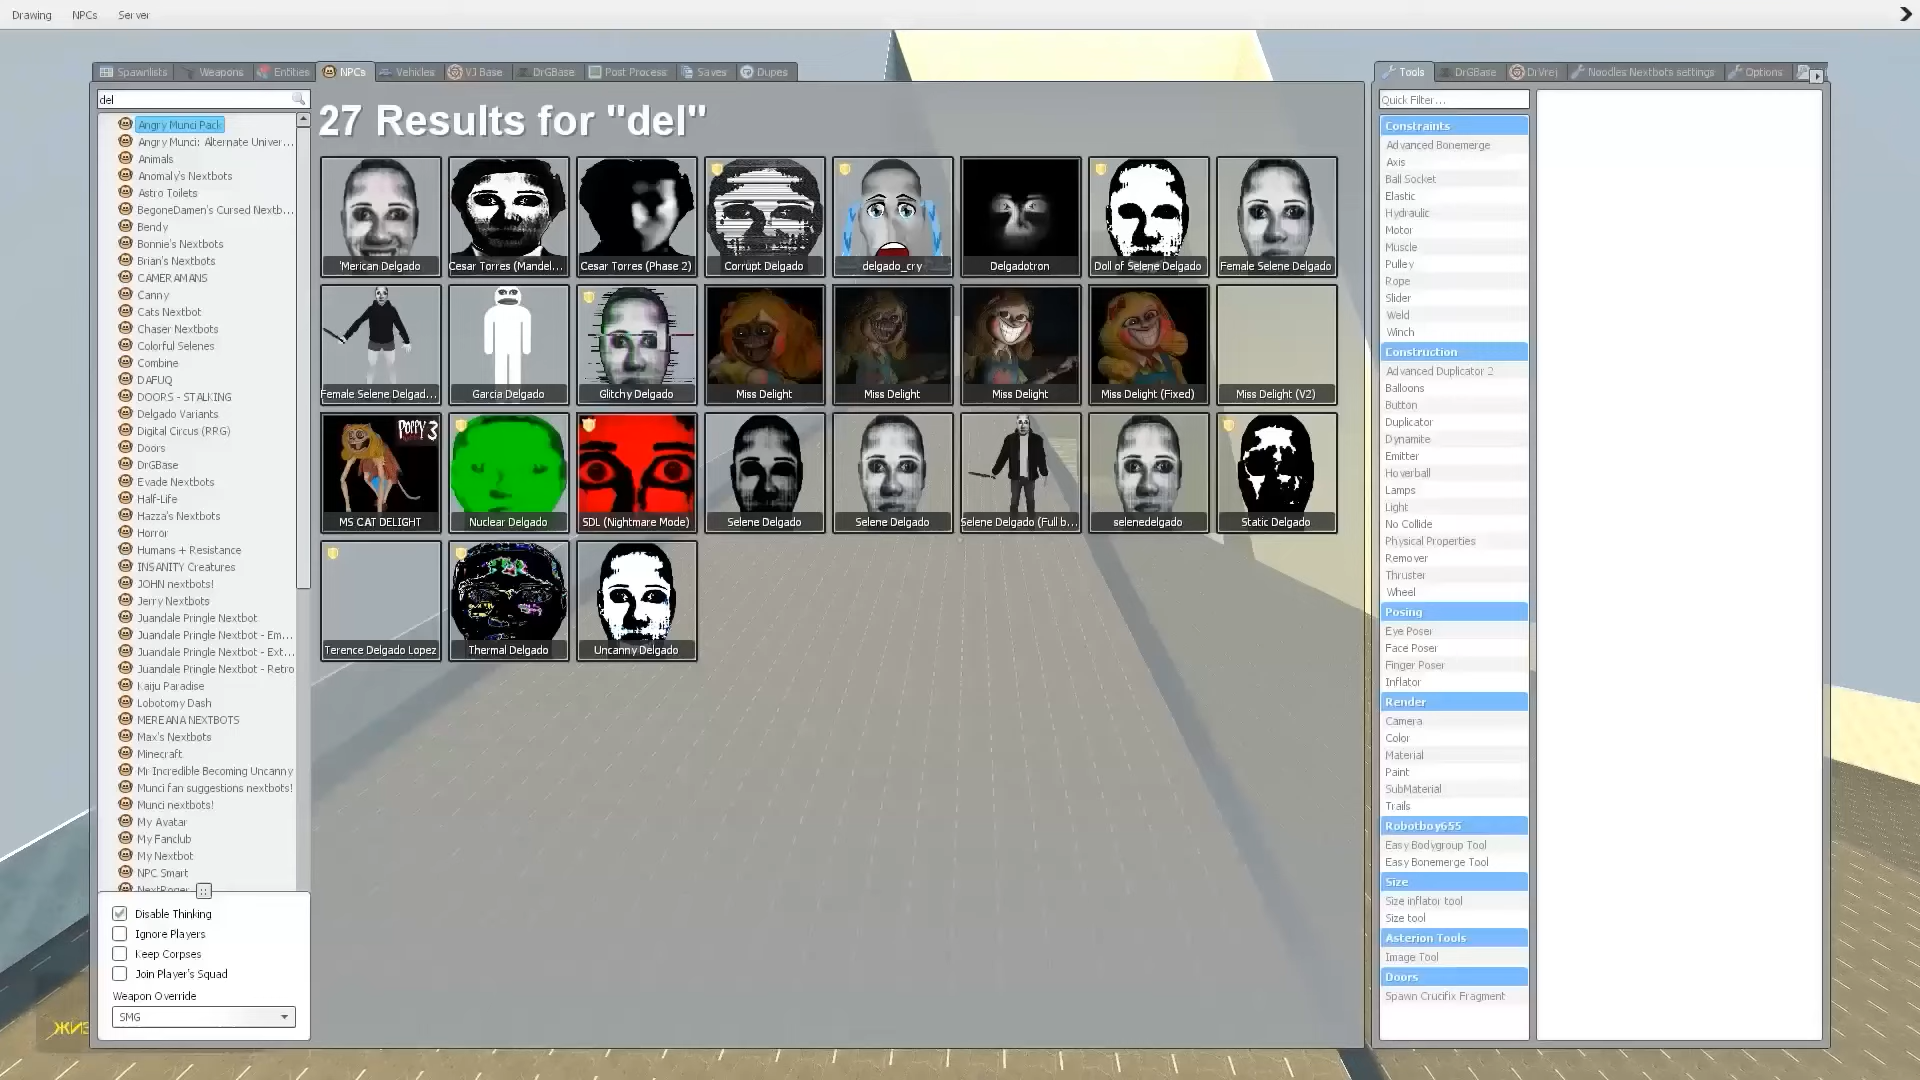 Drawing NPCs Server
Spawnlists Weapons Entities NPCs Vehicles VJ Base DrGBase Post Process Saves Dupes
del
27 Results for "del"
Angry Munci Pack
Angry Munci: Alternate Univer...
Animals
Anomaly's Nextbots
Astro Toilets
BegoneDamen's Cursed Nextb...
Bendy
Bonnie's Nextbots
Brian's Nextbots
CAMERAMANS
Canny
Cats Nextbot
Chaser Nextbots
Colorful Selenes
Combine
DAFUQ
DOORS - STALKING
Delgado Variants
Digital Circus (RRG)
Doors
DrGBase
Evade Nextbots
Half-Life
Hazza's Nextbots
Horror
Humans + Resistance
INSANITY Creatures
JOHN nextbots!
Jerry Nextbots
Juandale Pringle Nextbot
Juandale Pringle Nextbot - Em...
Juandale Pringle Nextbot - Ext...
Juandale Pringle Nextbot - Retro
Kaiju Paradise
Lobotomy Dash
MEREANA NEXTBOTS
Max's Nextbots
Minecraft
Mr Incredible Becoming Uncanny
Munci fan suggestions nextbots!
Munci nextbots!
My Avatar
My Fanclub
My Nextbot
NPC Smart
Disable Thinking
Ignore Players
Keep Corpses
Join Player's Squad
Weapon Override
SMG
ЖИЗ
'Merican Delgado Cesar Torres (Mandel... Cesar Torres (Phase 2) Corrupt Delgado delgado_cry Delgadotron Doll of Selene Delgado Female Selene Delgado
Female Selene Delgad... Garcia Delgado Glitchy Delgado Miss Delight Miss Delight Miss Delight Miss Delight (Fixed) Miss Delight (V2)
POPPY 3
MS CAT DELIGHT Nuclear Delgado SDL (Nightmare Mode) Selene Delgado Selene Delgado Selene Delgado (Full b... selenedelgado Static Delgado
Terence Delgado Lopez Thermal Delgado Uncanny Delgado
Tools DrGBase DrVrej Noodles Nextbots settings Options
Quick Filter...
Constraints
Advanced Bonemerge
Axis
Ball Socket
Elastic
Hydraulic
Motor
Muscle
Pulley
Rope
Slider
Weld
Winch
Construction
Advanced Duplicator 2
Balloons
Button
Duplicator
Dynamite
Emitter
Hoverball
Lamps
Light
No Collide
Physical Properties
Remover
Thruster
Wheel
Posing
Eye Poser
Face Poser
Finger Poser
Inflator
Render
Camera
Color
Material
Paint
SubMaterial
Trails
Robotboy655
Easy Bodygroup Tool
Easy Bonemerge Tool
Size
Size inflator tool
Size tool
Asterion Tools
Image Tool
Doors
Spawn Crucifix Fragment